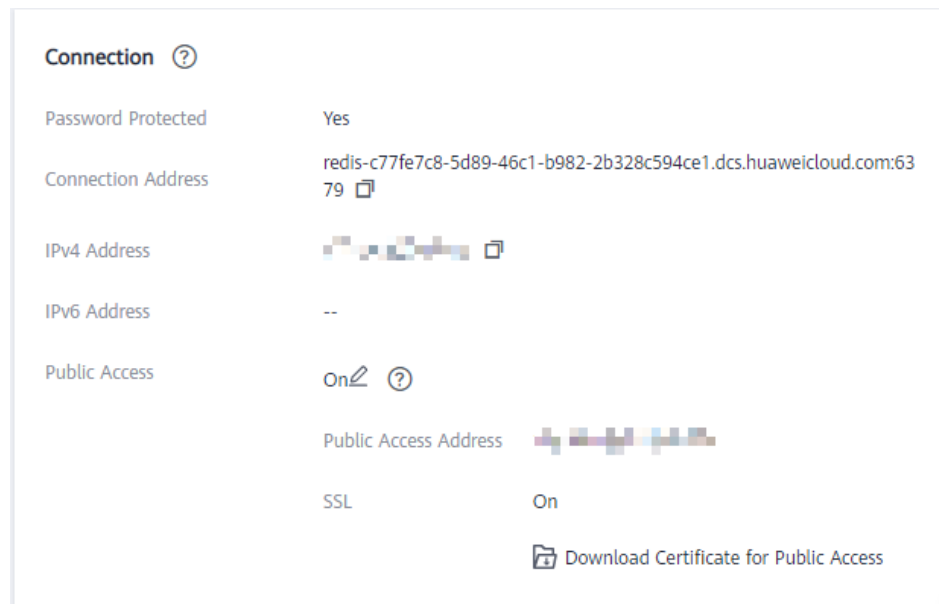 Connection
Password Protected Yes
Connection Address redis-c77fe7c8-5d89-46c1-b982-2b328c594ce1.dcs.huaweicloud.com:63
79
IPv4 Address
IPv6 Address --
Public Access On
Public Access Address
SSL On
Download Certificate for Public Access